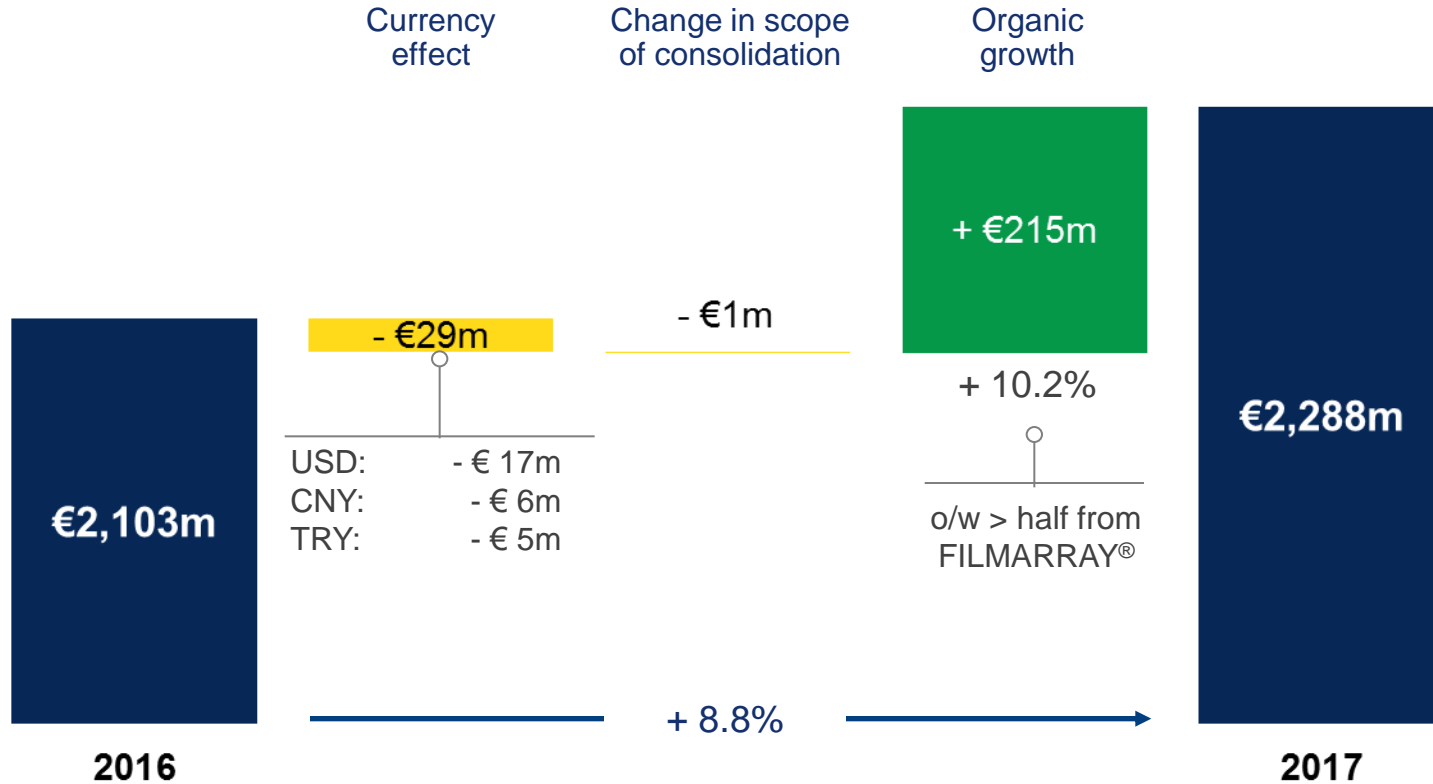 Currency
effect
Change in scope
of consolidation
Organic
growth
+ €215m
- €29m
- €1m
+ 10.2%
€2,288m
USD: - € 17m
CNY: - € 6m
TRY: - € 5m
€2,103m
o/w > half from
FILMARRAY®
+ 8.8%
2016
2017